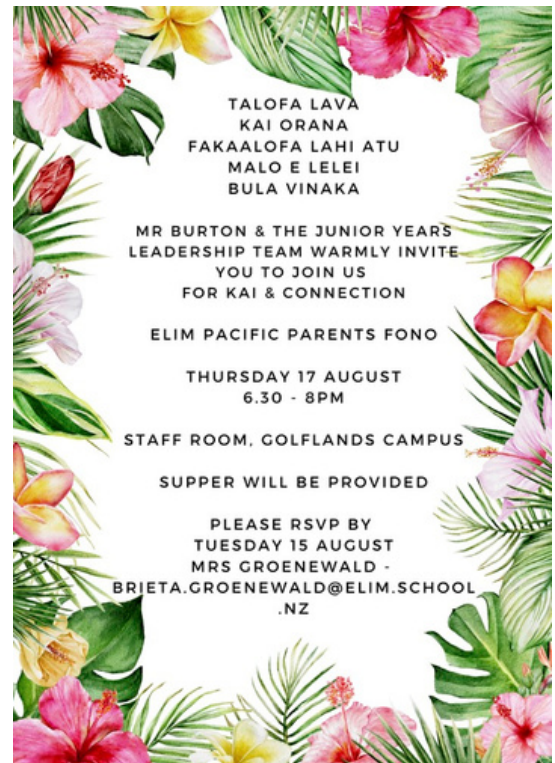 TALOFA LAVA
KAI ORANA
FAKAALOFA LAHI ATU
MALO E LELEI
BULA VINAKA
MR BURTON & THE JUNIOR YEARS
LEADERSHIP TEAM WARMLY INVITE
YOU TO JOIN US
FOR KAI & CONNECTION
ELIM PACIFIC PARENTS FONO
THURSDAY 17 AUGUST
6.30 - 8PM
STAFF ROOM, GOLFLANDS CAMPUS
SUPPER WILL BE PROVIDED
PLEASE RSVP BY
TUESDAY 15 AUGUST
MRS GROENEWALD -
BRIETA.GROENEWALD@ELIM.SCHOOL
.NZ